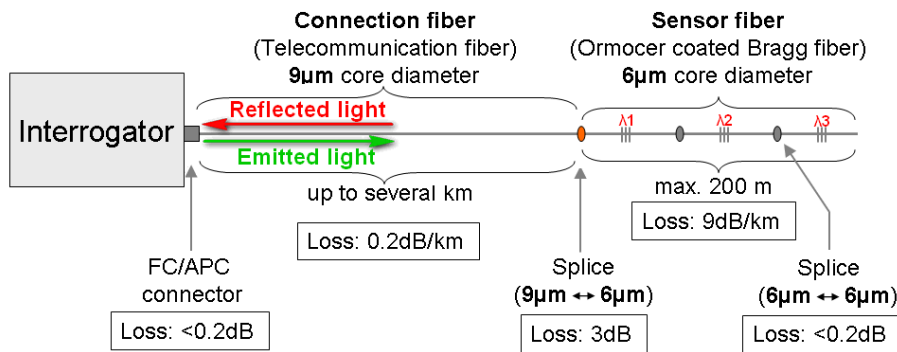 Connection fiber
(Telecommunication fiber)
9µm core diameter
Sensor fiber
(Ormocer coated Bragg fiber)
6µm core diameter
Interrogator
Reflected light
Emitted light
λ1
λ2
λ3
up to several km
Loss: 0.2dB/km
max. 200 m
Loss: 9dB/km
FC/APC
connector
Loss: <0.2dB
Splice
(9µm ↔ 6µm)
Loss: 3dB
Splice
(6µm ↔ 6µm)
Loss: <0.2dB